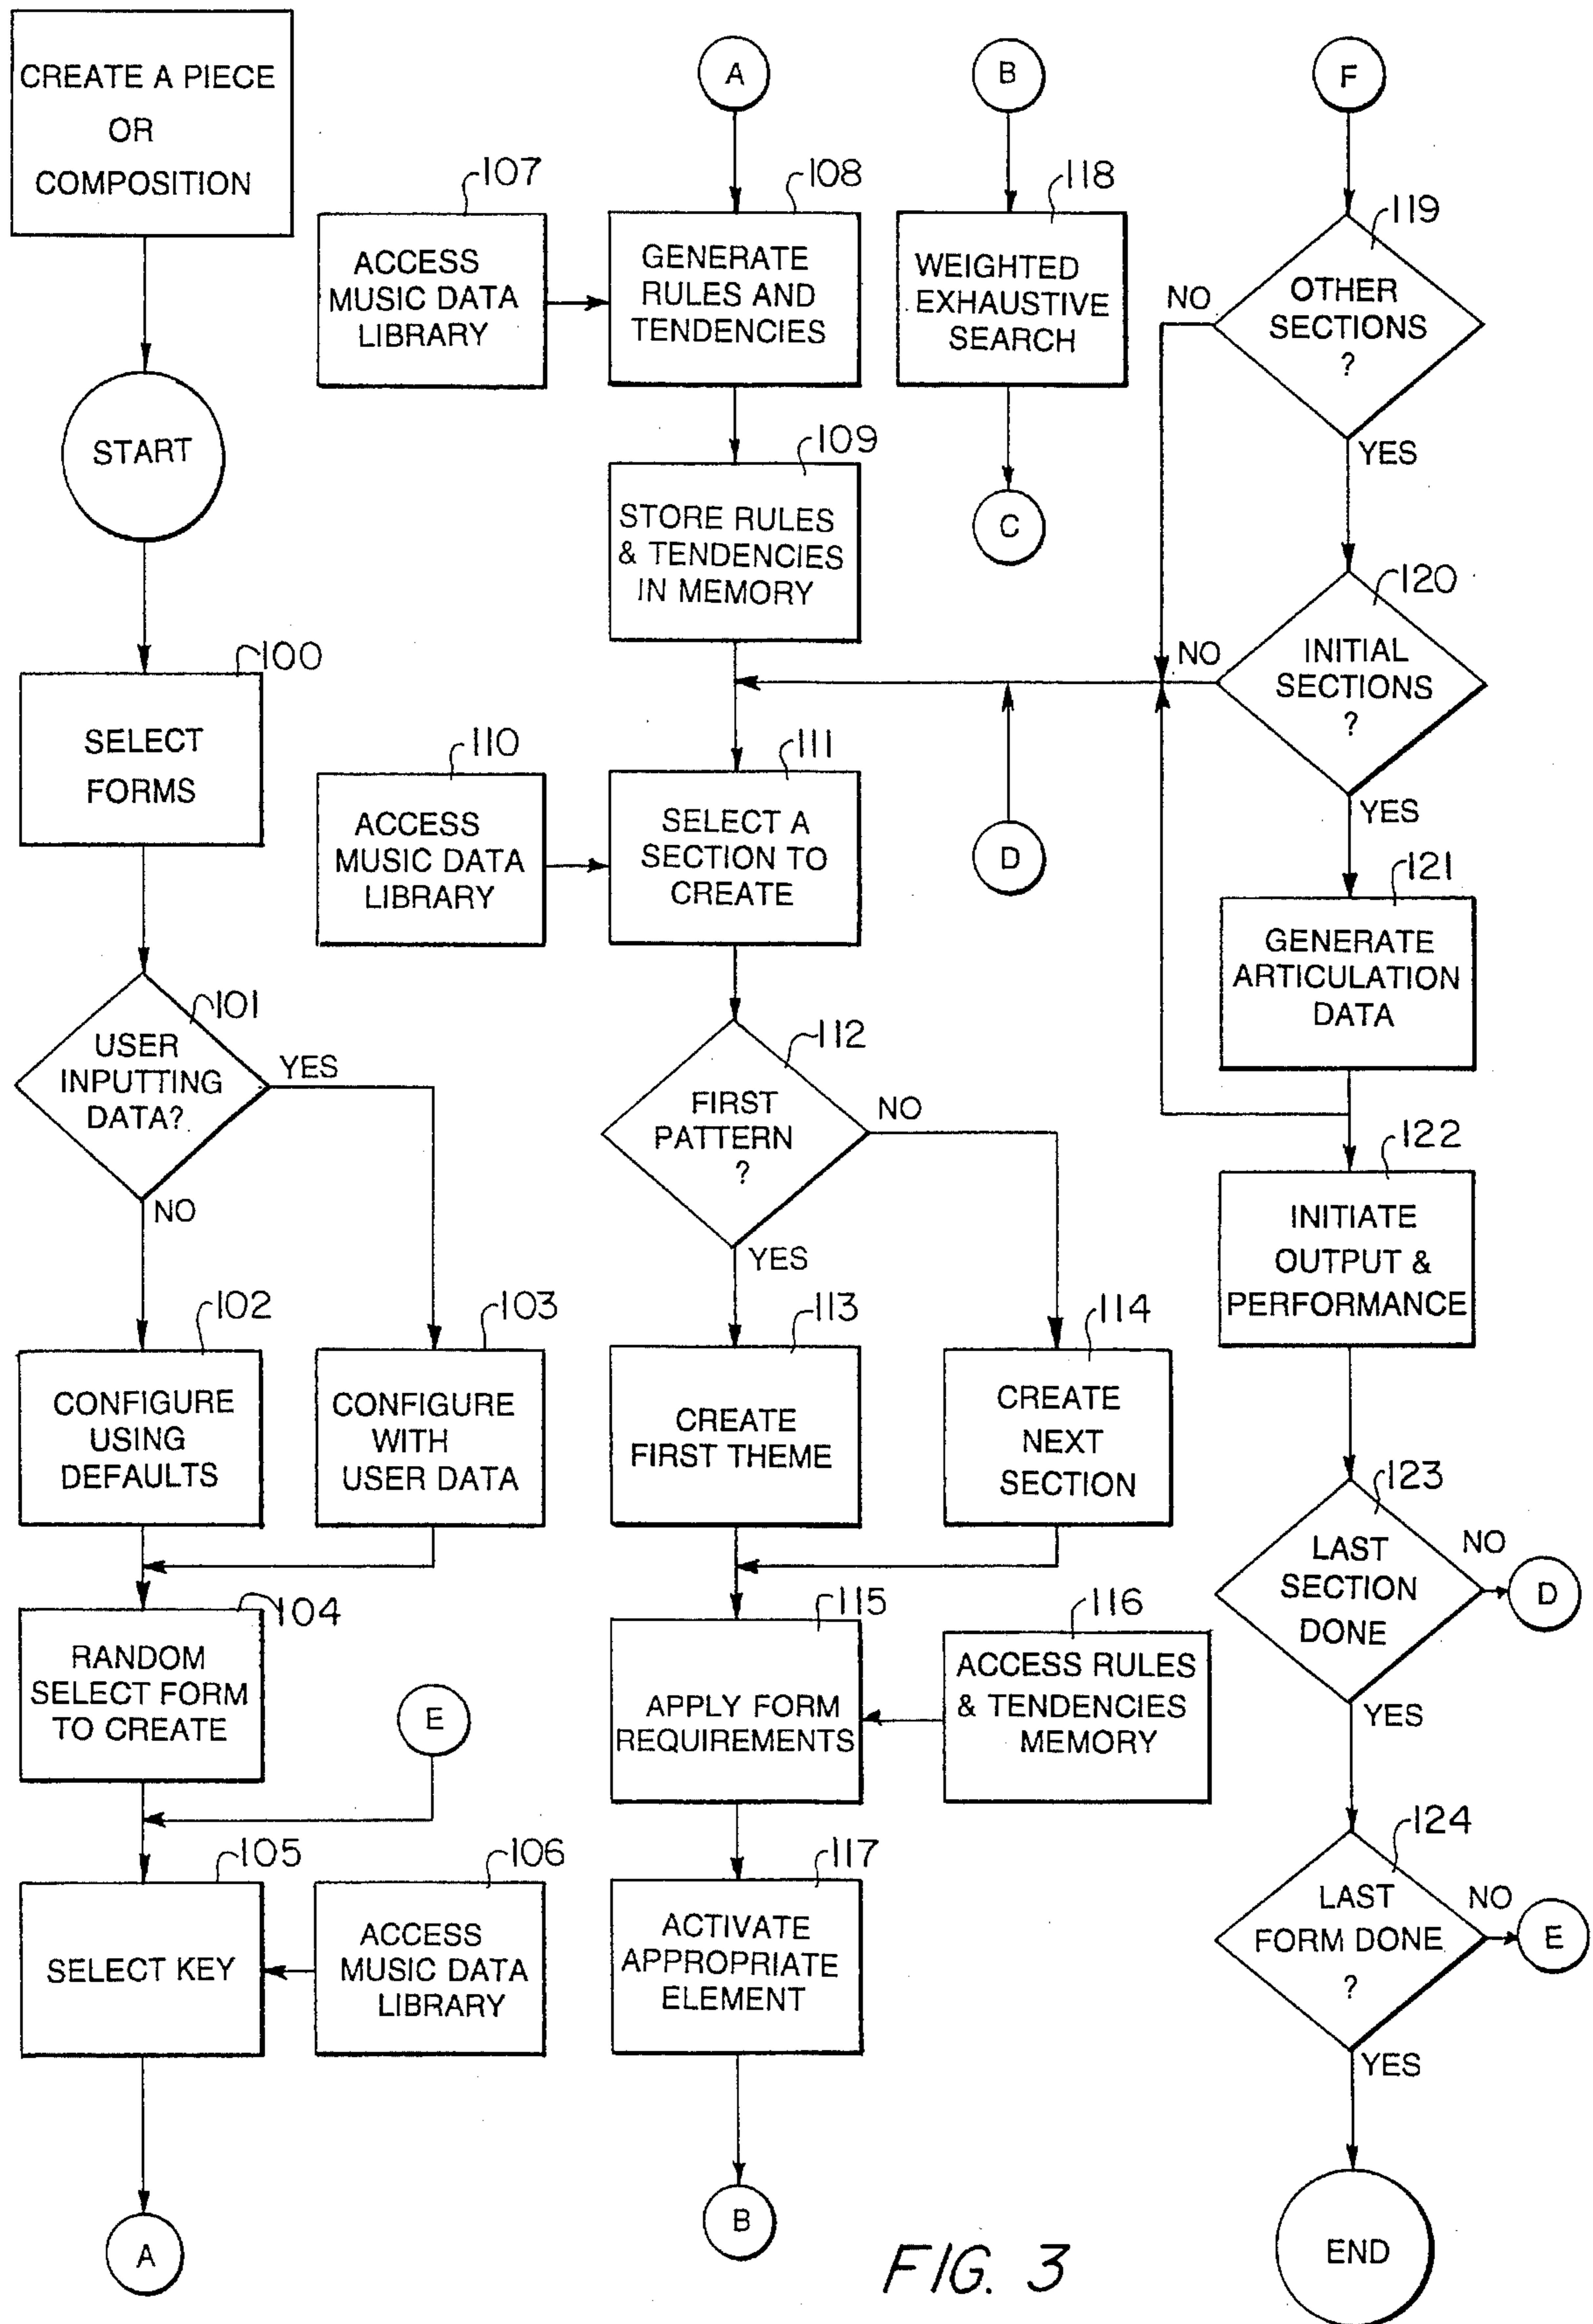 CREATE A PIECE
OR
COMPOSITION
START
100
SELECT
FORMS
101
USER
INPUTTING
DATA?
YES
NO
102
CONFIGURE
USING
DEFAULTS
103
CONFIGURE
WITH
USER DATA
104
RANDOM
SELECT FORM
TO CREATE
E
105
SELECT KEY
106
ACCESS
MUSIC DATA
LIBRARY
A
A
107
ACCESS
MUSIC DATA
LIBRARY
108
GENERATE
RULES AND
TENDENCIES
109
STORE RULES
& TENDENCIES
IN MEMORY
110
ACCESS
MUSIC DATA
LIBRARY
111
SELECT A
SECTION TO
CREATE
112
FIRST
PATTERN
?
NO
YES
113
CREATE
FIRST THEME
114
CREATE
NEXT
SECTION
115
APPLY FORM
REQUIREMENTS
116
ACCESS RULES
& TENDENCIES
MEMORY
117
ACTIVATE
APPROPRIATE
ELEMENT
B
B
118
WEIGHTED
EXHAUSTIVE
SEARCH
C
D
F
119
OTHER
SECTIONS
?
NO
YES
120
INITIAL
SECTIONS
?
NO
YES
121
GENERATE
ARTICULATION
DATA
122
INITIATE
OUTPUT &
PERFORMANCE
123
LAST
SECTION
DONE
NO
D
YES
124
LAST
FORM DONE
?
NO
E
YES
END
FIG. 3